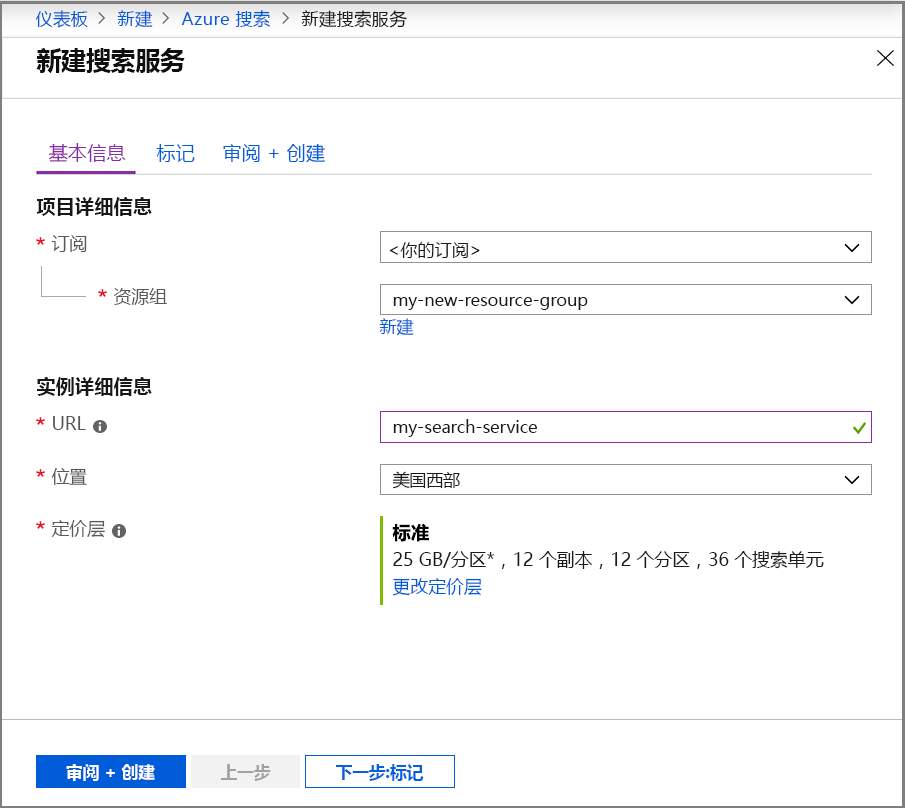 仪表板 > 新建 > Azure 搜索 > 新建搜索服务
新建搜索服务
基本信息 标记 审阅 + 创建
项目详细信息
* 订阅 <你的订阅>
* 资源组 my-new-resource-group
新建
实例详细信息
* URL my-search-service
* 位置 美国西部
* 定价层 标准
25 GB/分区*，12 个副本，12 个分区，36 个搜索单元
更改定价层
审阅 + 创建 上一步 下一步:标记